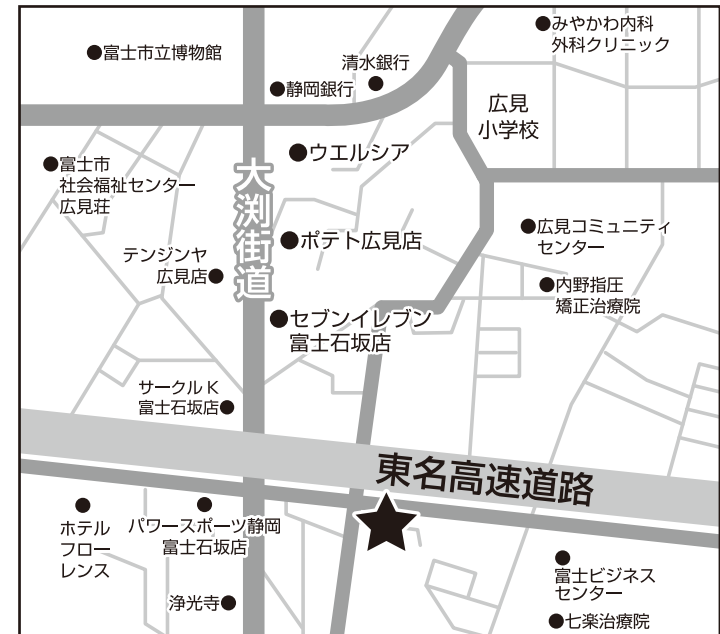 みやかわ内科
外科クリニック
富士市立博物館
清水銀行
静岡銀行
広見
小学校
ウエルシア
富士市
社会福祉センター
広見荘
大渕街道
ポテト広見店
広見コミュニティ
センター
テンジンヤ
広見店
内野指圧
矯正治療院
セブンイレブン
富士石坂店
サークルK
富士石坂店
東名高速道路
ホテル
フロー
レンス
パワースポーツ静岡
富士石坂店
富士ビジネス
センター
浄光寺
七楽治療院